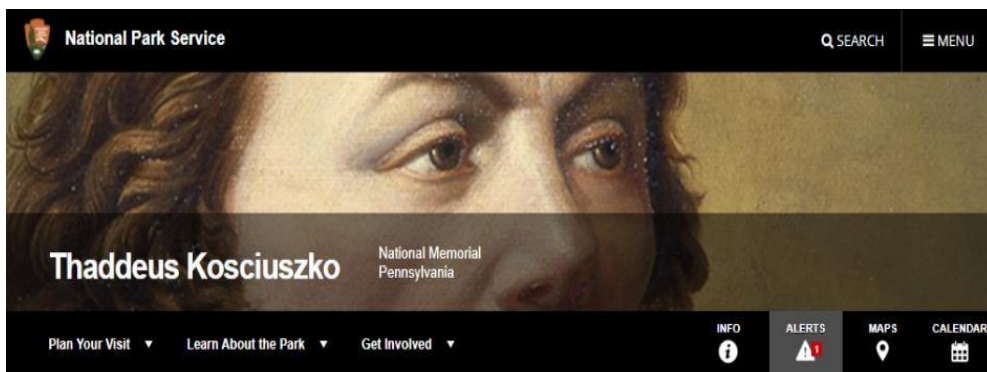 National Park Service
SEARCH
MENU
Thaddeus Kosciuszko
National Memorial
Pennsylvania
Plan Your Visit
Learn About the Park
Get Involved
INFO
ALERTS
1
MAPS
CALENDAR